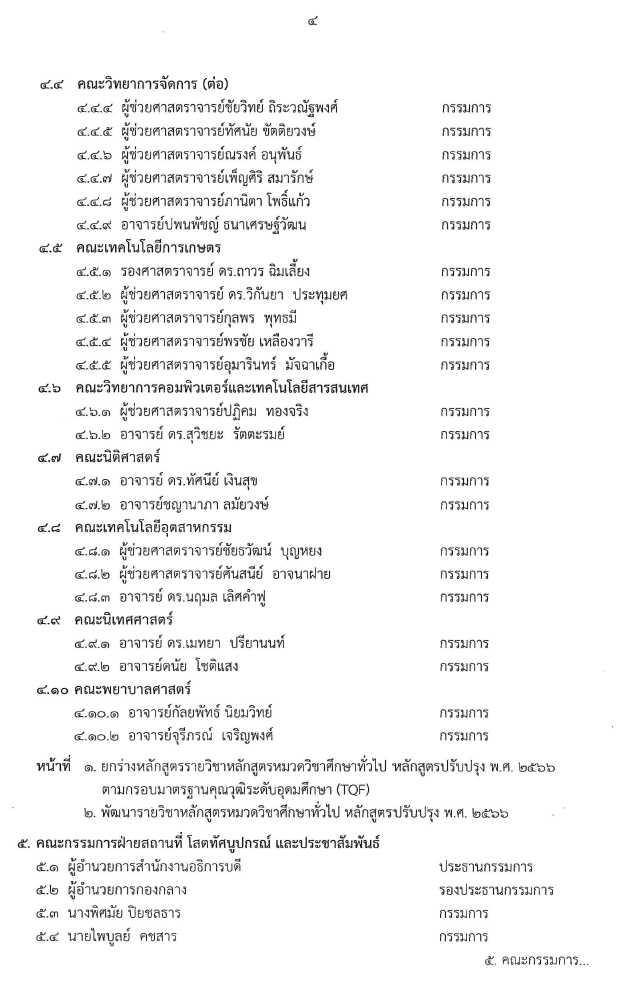 ๔
๔.๔ คณะวิทยาการจัดการ (ต่อ)
๔.๔.๔ ผู้ช่วยศาสตราจารย์ชัยวิทย์ ถิระวณัฐพงศ์ กรรมการ
๔.๔.๕ ผู้ช่วยศาสตราจารย์ทัศนัย ขัตติยวงษ์ กรรมการ
๔.๔.๖ ผู้ช่วยศาสตราจารย์ณรงค์ อนุพันธ์ กรรมการ
๔.๔.๗ ผู้ช่วยศาสตราจารย์เพ็ญศิริ สมารักษ์ กรรมการ
๔.๔.๘ ผู้ช่วยศาสตราจารย์ภานิตา โพธิ์แก้ว กรรมการ
๔.๔.๙ อาจารย์ปพนพัชญ์ ธนาเศรษฐ์วัฒน กรรมการ
๔.๕ คณะเทคโนโลยีการเกษตร
๔.๕.๑ รองศาสตราจารย์ ดร.ถาวร ฉิมเลี้ยง กรรมการ
๔.๕.๒ ผู้ช่วยศาสตราจารย์ ดร.วิกันยา ประทุมยศ กรรมการ
๔.๕.๓ ผู้ช่วยศาสตราจารย์กุลพร พุทธมี กรรมการ
๔.๕.๔ ผู้ช่วยศาสตราจารย์พรชัย เหลืองวารี กรรมการ
๔.๕.๕ ผู้ช่วยศาสตราจารย์อุมารินทร์ มัจฉาเกื้อ กรรมการ
๔.๖ คณะวิทยาการคอมพิวเตอร์และเทคโนโลยีสารสนเทศ
๔.๖.๑ ผู้ช่วยศาสตราจารย์ปฏิคม ทองจริง กรรมการ
๔.๖.๒ อาจารย์ ดร.สุวิชยะ รัตตะรมย์ กรรมการ
๔.๗ คณะนิติศาสตร์
๔.๗.๑ อาจารย์ ดร.ทัศนีย์ เงินสุข กรรมการ
๔.๗.๒ อาจารย์ชญานาภา ลมัยวงษ์ กรรมการ
๔.๘ คณะเทคโนโลยีอุตสาหกรรม
๔.๘.๑ ผู้ช่วยศาสตราจารย์ชัยธวัฒน์ บุญหยง กรรมการ
๔.๘.๒ ผู้ช่วยศาสตราจารย์ศันสนีย์ อาจนาฝาย กรรมการ
๔.๘.๓ อาจารย์ ดร.นฤมล เลิศคำฟู กรรมการ
๔.๙ คณะนิเทศศาสตร์
๔.๙.๑ อาจารย์ ดร.เมทยา ปรียานนท์ กรรมการ
๔.๙.๒ อาจารย์ดนัย โชติแสง กรรมการ
๔.๑๐ คณะพยาบาลศาสตร์
๔.๑๐.๑ อาจารย์กัลยพัทธ์ นิยมวิทย์ กรรมการ
๔.๑๐.๒ อาจารย์จุรีภรณ์ เจริญพงศ์ กรรมการ
หน้าที่ ๑. ยกร่างหลักสูตรรายวิชาหลักสูตรหมวดวิชาศึกษาทั่วไป หลักสูตรปรับปรุง พ.ศ. ๒๕๖๖
ตามกรอบมาตรฐานคุณวุฒิระดับอุดมศึกษา (TQF)
๒. พัฒนารายวิชาหลักสูตรหมวดวิชาศึกษาทั่วไป หลักสูตรปรับปรุง พ.ศ. ๒๕๖๖
๕. คณะกรรมการฝ่ายสถานที่ โสตทัศนูปกรณ์ และประชาสัมพันธ์
๕.๑ ผู้อำนวยการสำนักงานอธิการบดี ประธานกรรมการ
๕.๒ ผู้อำนวยการกองกลาง รองประธานกรรมการ
๕.๓ นางพิศมัย ปิยชลธาร กรรมการ
๕.๔ นายไพบูลย์ คชสาร กรรมการ
๕. คณะกรรมการ...